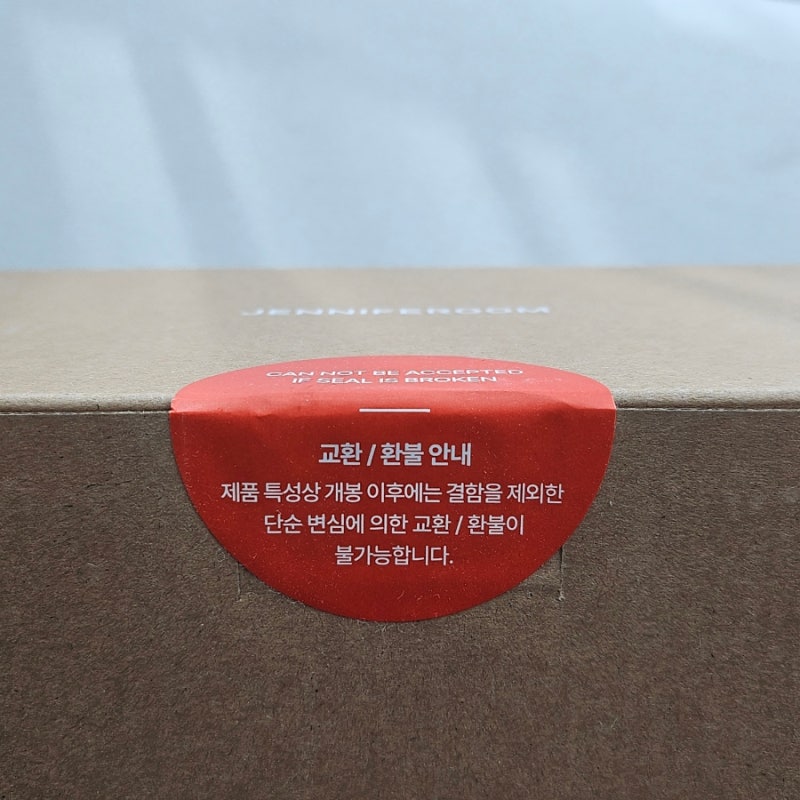 JENNIFEROOM
CAN NOT BE ACCEPTED
IF SEAL IS BROKEN"
교환 / 환불 안내
제품 특성상 개봉 이후에는 결함을 제외한
단순 변심에 의한 교환 / 환불이
불가능합니다.